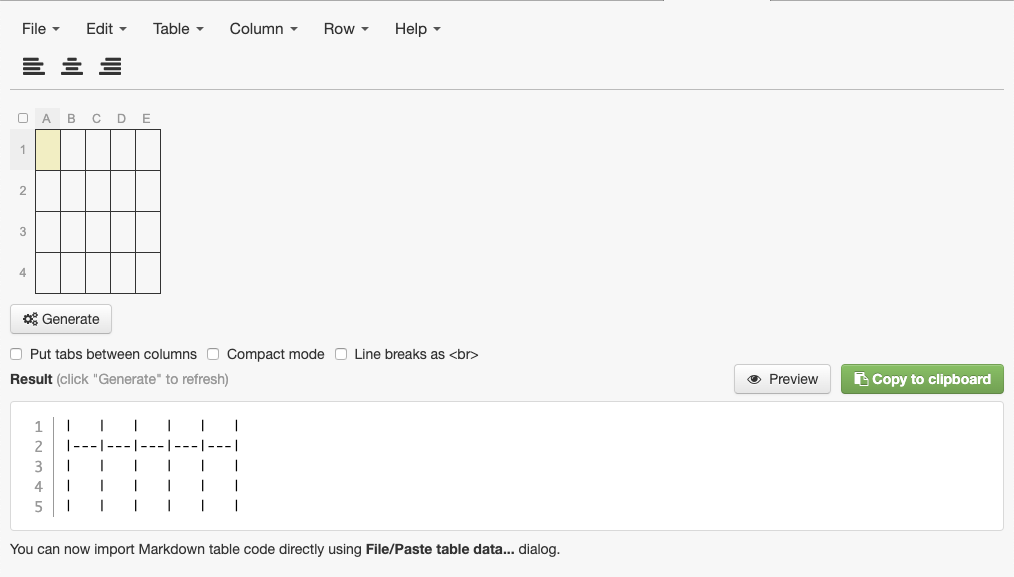 File Edit Table Column Row Help
A B C D E
1
2
3
4
Generate
Put tabs between columns Compact mode Line breaks as <br>
Result (click "Generate" to refresh) Preview Copy to clipboard
1 |   |   |   |   |   |
2 |---|---|---|---|---|
3 |   |   |   |   |   |
4 |   |   |   |   |   |
5 |   |   |   |   |   |
You can now import Markdown table code directly using File/Paste table data... dialog.